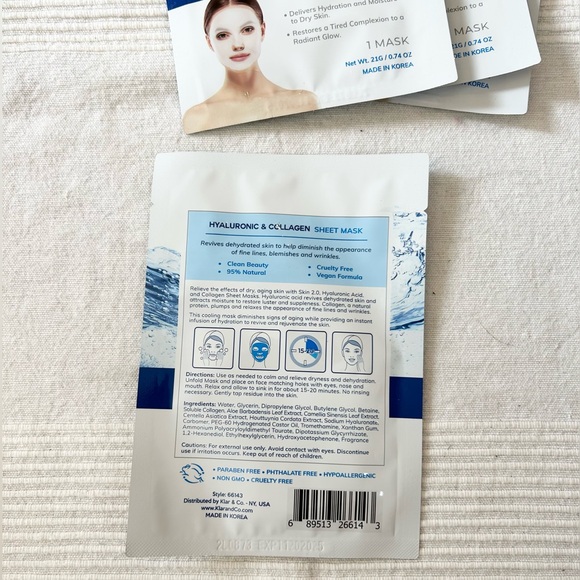 • Delivers Hydration and Moisture
to Dry Skin.
• Restores a Tired Complexion to a
Radiant Glow.
1 MASK
Net Wt. 21G / 0.74 OZ
MADE IN KOREA
MASK
21G / 0.74 OZ
KOREA
HYALURONIC & COLLAGEN SHEET MASK
Revives dehydrated skin to help diminish the appearance
of fine lines, blemishes and wrinkles.
• Clean Beauty
• Cruelty Free
• 95% Natural
• Vegan Formula
Relieve the effects of dry, aging skin with Skin 2.0, Hyaluronic Acid,
and Collagen Sheet Masks. Hyaluronic acid revives dehydrated skin and
attracts moisture to restore water and suppleness. Collagen, a natural
protein, plumps and relaxes the appearance of fine lines and wrinkles.
This cooling mask diminishes signs of aging while providing an instant
infusion of hydration to revive and rejuvenate the skin.
15-20
Directions: Use as needed to calm and relieve dryness and dehydration.
Unfold Mask and place on face matching holes with eyes, nose and
mouth. Relax and allow to sink in for about 15-20 minutes. No rinsing
necessary. Gently tap residue into the skin.
Ingredients: Water, Glycerin, Dipropylene Glycol, Butylene Glycol, Betaine,
Soluble Collagen, Aloe Barbadensis Leaf Extract, Camellia Sinensis Leaf Extract,
Centella Asiatica Extract, Houttuynia Cordata Extract, Sodium Hyaluronate,
Carbomer, PEG-60 Hydrogenated Castor Oil, Tromethamine, Xanthan Gum,
Ammonium Polyacryloyldimethyl Taurate, Dipotassium Glycyrrhizate,
1,2-Hexanediol, Ethylhexylglycerin, Hydroxyacetophenone, Fragrance
Cautions: For external use only. Avoid contact with eyes. Discontinue
use if irritation occurs. Keep out of reach of children.
• PARABEN FREE • PHTHALATE FREE • HYPOALLERGENIC
• NON GMO • CRUELTY FREE
Style: 66143
Distributed by Klar & Co. - NY, USA
www.KlarandCo.com
MADE IN KOREA
6 89513 26614 3